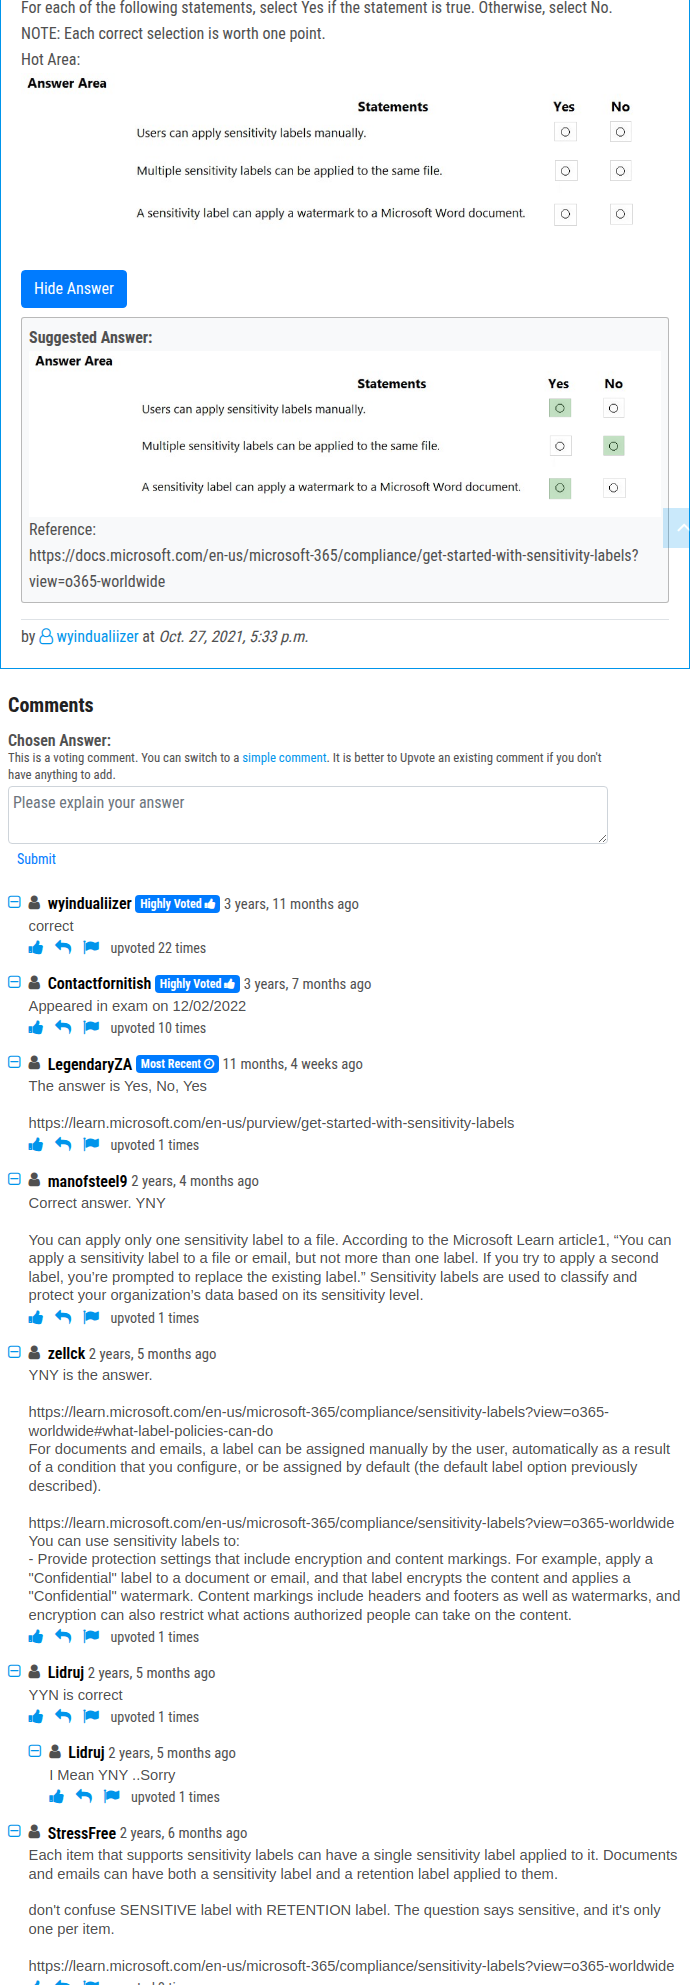 For each of the following statements, select Yes if the statement is true. Otherwise, select No.
NOTE: Each correct selection is worth one point.
Hot Area:
Answer Area
Statements Yes No
Users can apply sensitivity labels manually.
Multiple sensitivity labels can be applied to the same file.
A sensitivity label can apply a watermark to a Microsoft Word document.
Hide Answer
Suggested Answer:
Answer Area
Statements Yes No
Users can apply sensitivity labels manually.
Multiple sensitivity labels can be applied to the same file.
A sensitivity label can apply a watermark to a Microsoft Word document.
Reference:
https://docs.microsoft.com/en-us/microsoft-365/compliance/get-started-with-sensitivity-labels?
view=o365-worldwide
by wyindualiizer at Oct. 27, 2021, 5:33 p.m.
Comments
Chosen Answer:
This is a voting comment. You can switch to a simple comment. It is better to Upvote an existing comment if you don't
have anything to add.
Please explain your answer
Submit
wyindualiizer Highly Voted 3 years, 11 months ago
correct
upvoted 22 times
Contactfornitish Highly Voted 3 years, 7 months ago
Appeared in exam on 12/02/2022
upvoted 10 times
LegendaryZA Most Recent 11 months, 4 weeks ago
The answer is Yes, No, Yes
https://learn.microsoft.com/en-us/purview/get-started-with-sensitivity-labels
upvoted 1 times
manofsteel9 2 years, 4 months ago
Correct answer. YNY
You can apply only one sensitivity label to a file. According to the Microsoft Learn article1, “You can
apply a sensitivity label to a file or email, but not more than one label. If you try to apply a second
label, you’re prompted to replace the existing label.” Sensitivity labels are used to classify and
protect your organization’s data based on its sensitivity level.
upvoted 1 times
zellck 2 years, 5 months ago
YNY is the answer.
https://learn.microsoft.com/en-us/microsoft-365/compliance/sensitivity-labels?view=o365-
worldwide#what-label-policies-can-do
For documents and emails, a label can be assigned manually by the user, automatically as a result
of a condition that you configure, or be assigned by default (the default label option previously
described).
https://learn.microsoft.com/en-us/microsoft-365/compliance/sensitivity-labels?view=o365-worldwide
You can use sensitivity labels to:
- Provide protection settings that include encryption and content markings. For example, apply a
"Confidential" label to a document or email, and that label encrypts the content and applies a
"Confidential" watermark. Content markings include headers and footers as well as watermarks, and
encryption can also restrict what actions authorized people can take on the content.
upvoted 1 times
Lidruj 2 years, 5 months ago
YYN is correct
upvoted 1 times
Lidruj 2 years, 5 months ago
I Mean YNY ..Sorry
upvoted 1 times
StressFree 2 years, 6 months ago
Each item that supports sensitivity labels can have a single sensitivity label applied to it. Documents
and emails can have both a sensitivity label and a retention label applied to them.
don't confuse SENSITIVE label with RETENTION label. The question says sensitive, and it's only
one per item.
https://learn.microsoft.com/en-us/microsoft-365/compliance/sensitivity-labels?view=o365-worldwide